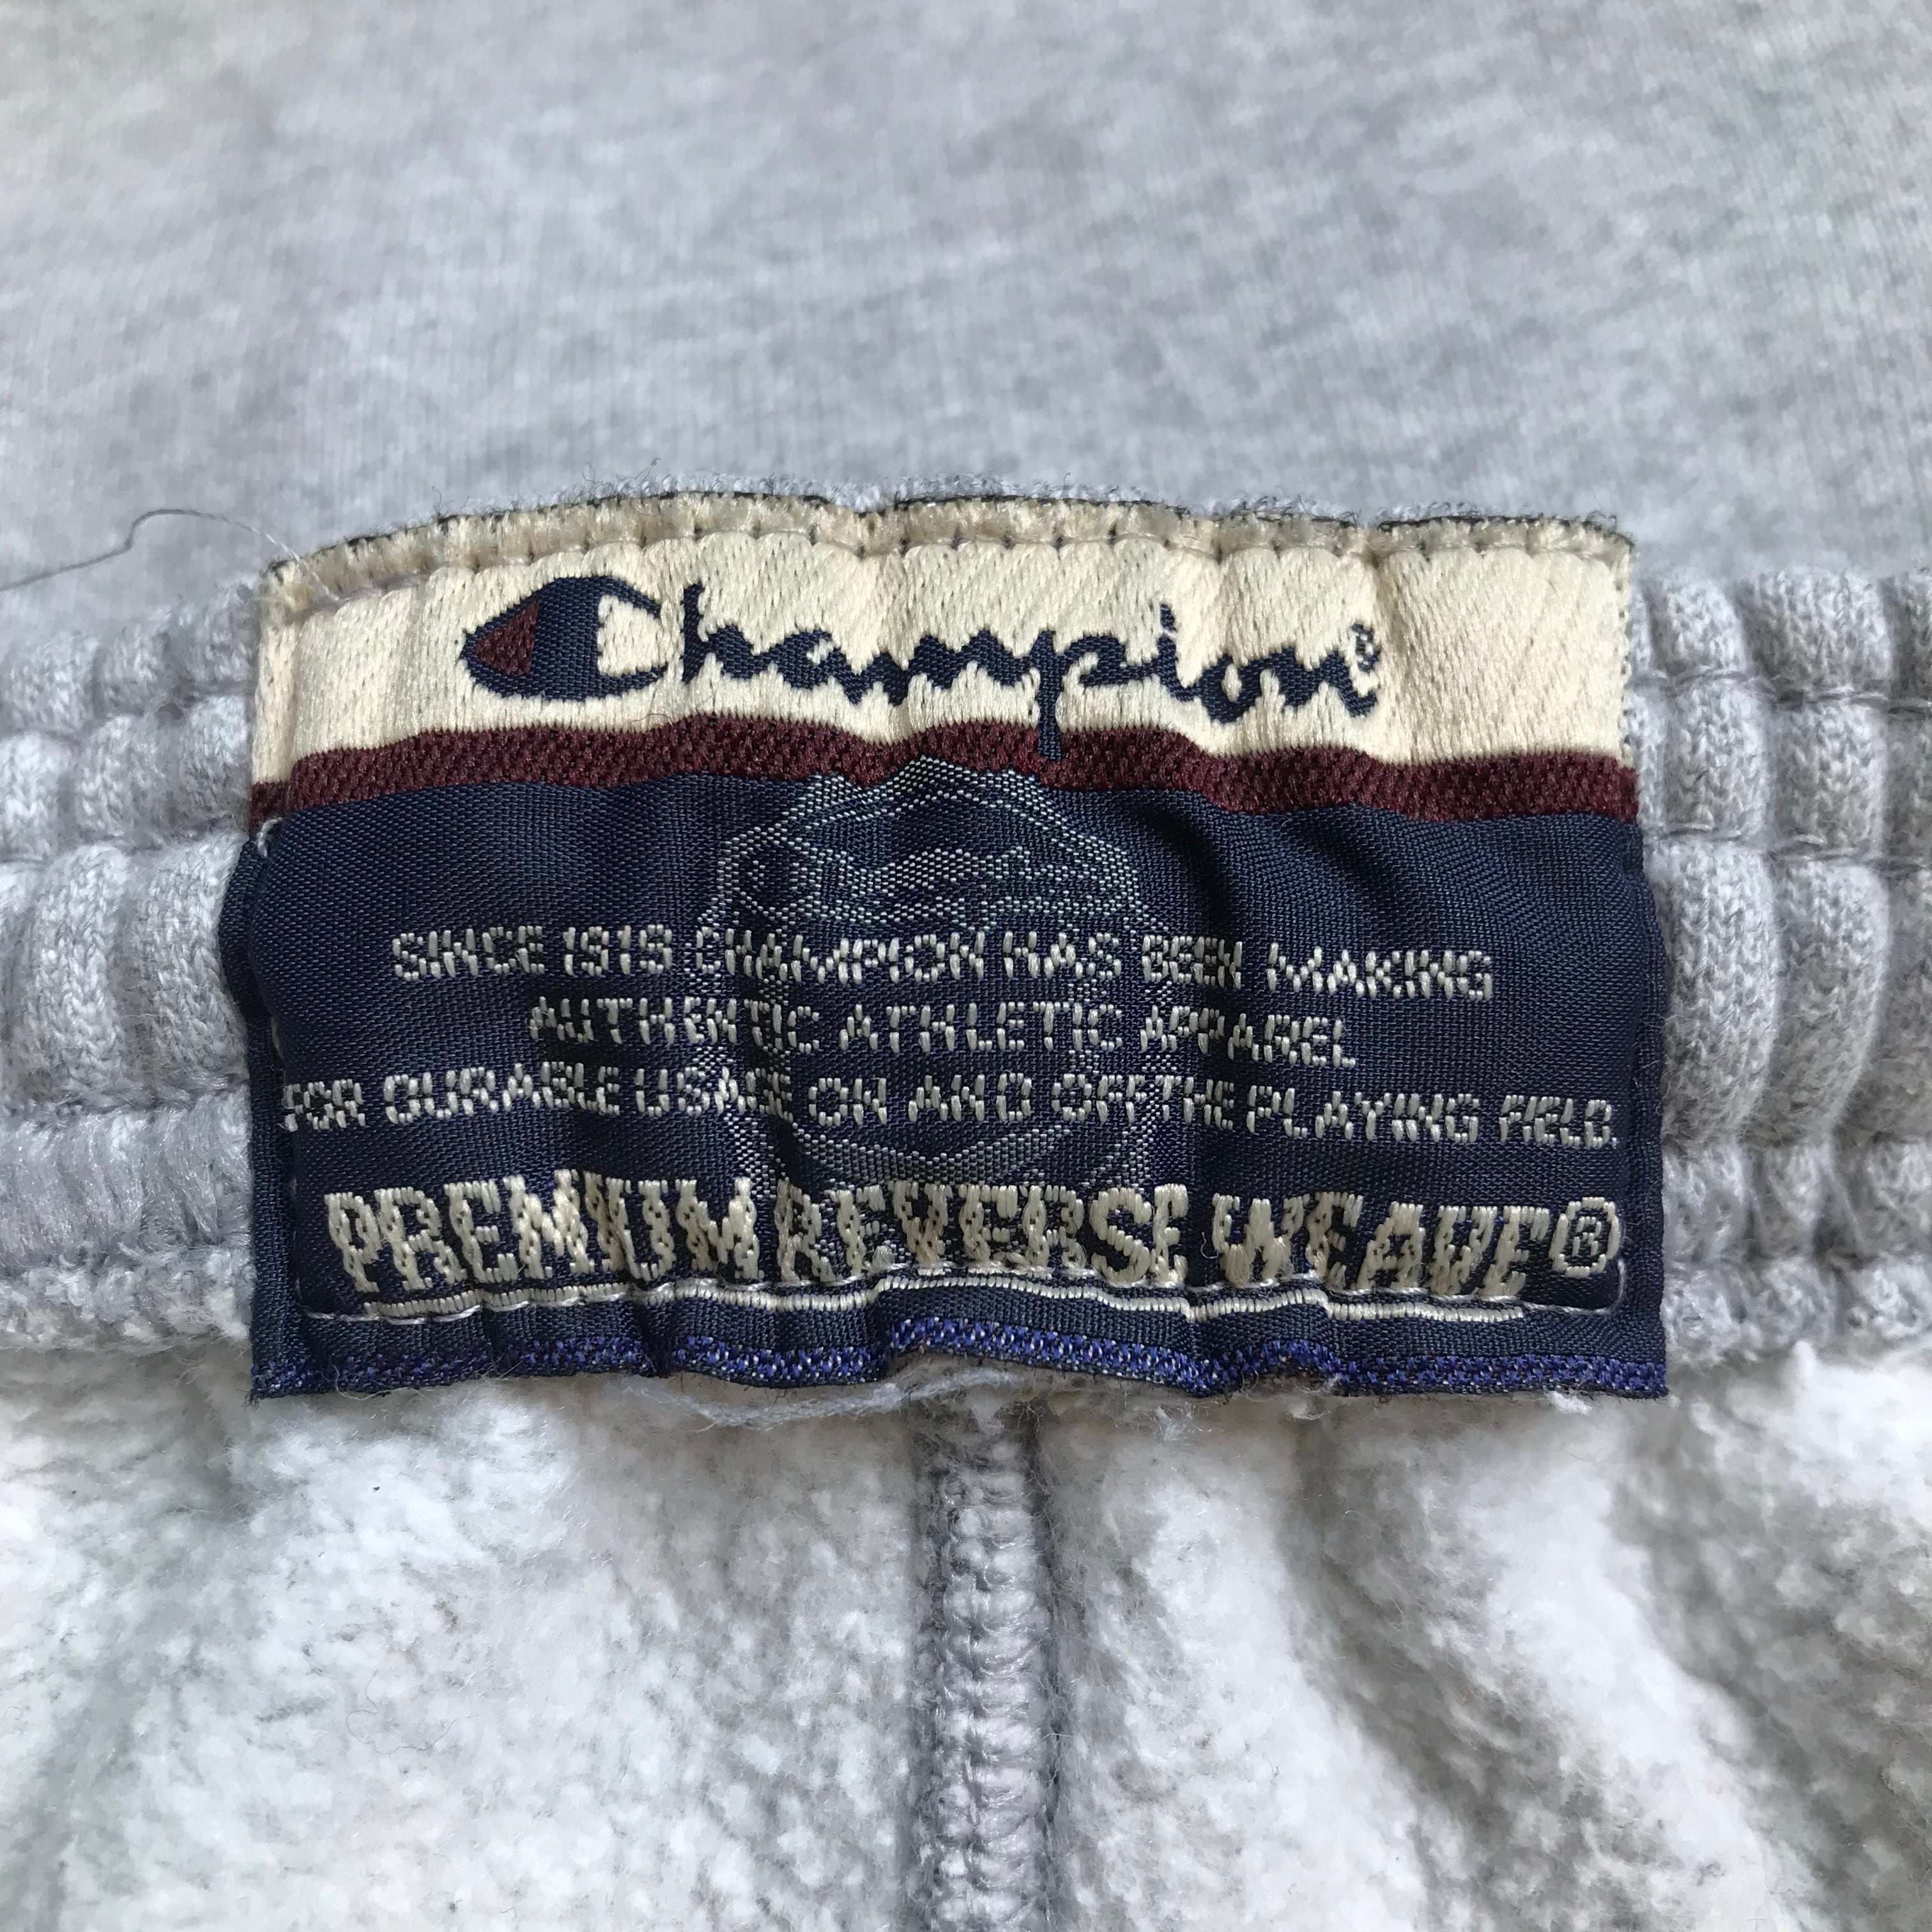 Champion®
SINCE 1919 CHAMPION HAS BEEN MAKING
AUTHENTIC ATHLETIC APPAREL
FOR DURABLE USAGE ON AND OFF THE PLAYING FIELD.
PREMIUM REVERSE WEAVE®